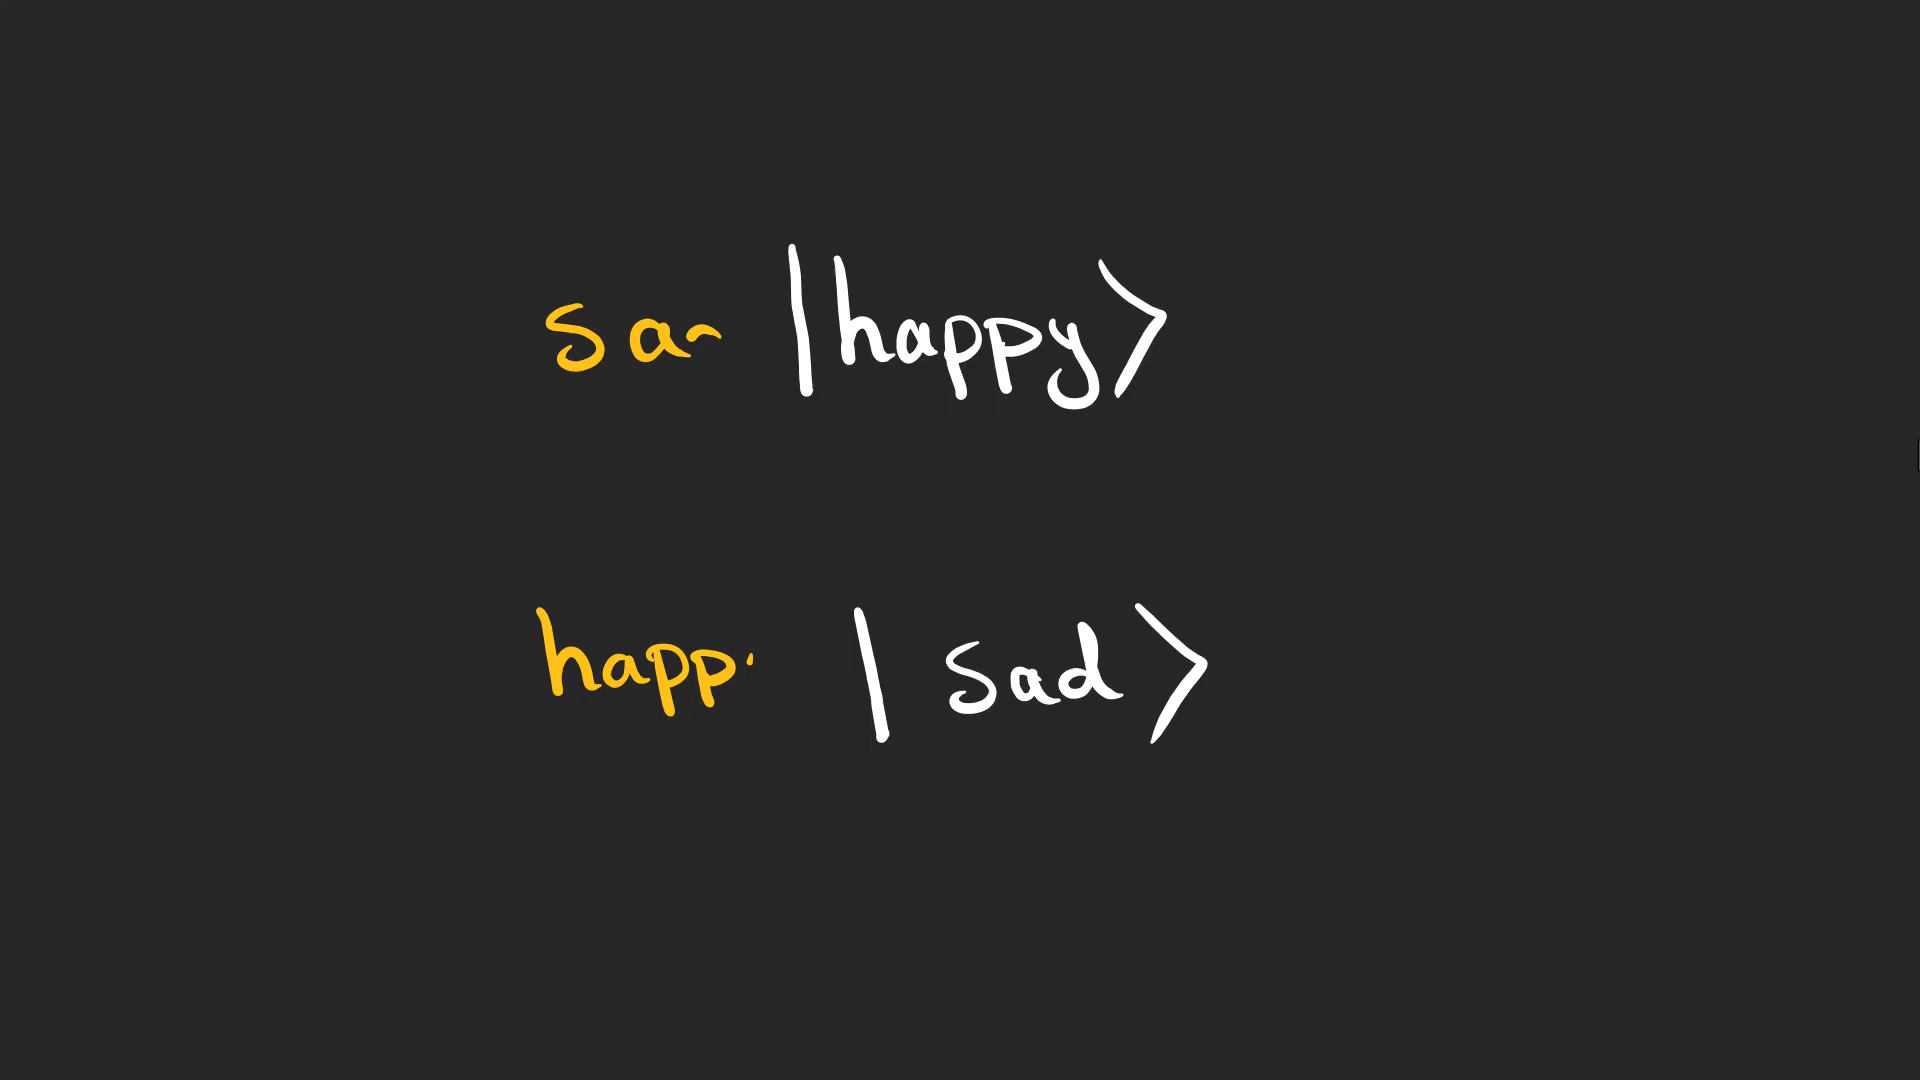 sa |happy⟩
happ | sad⟩